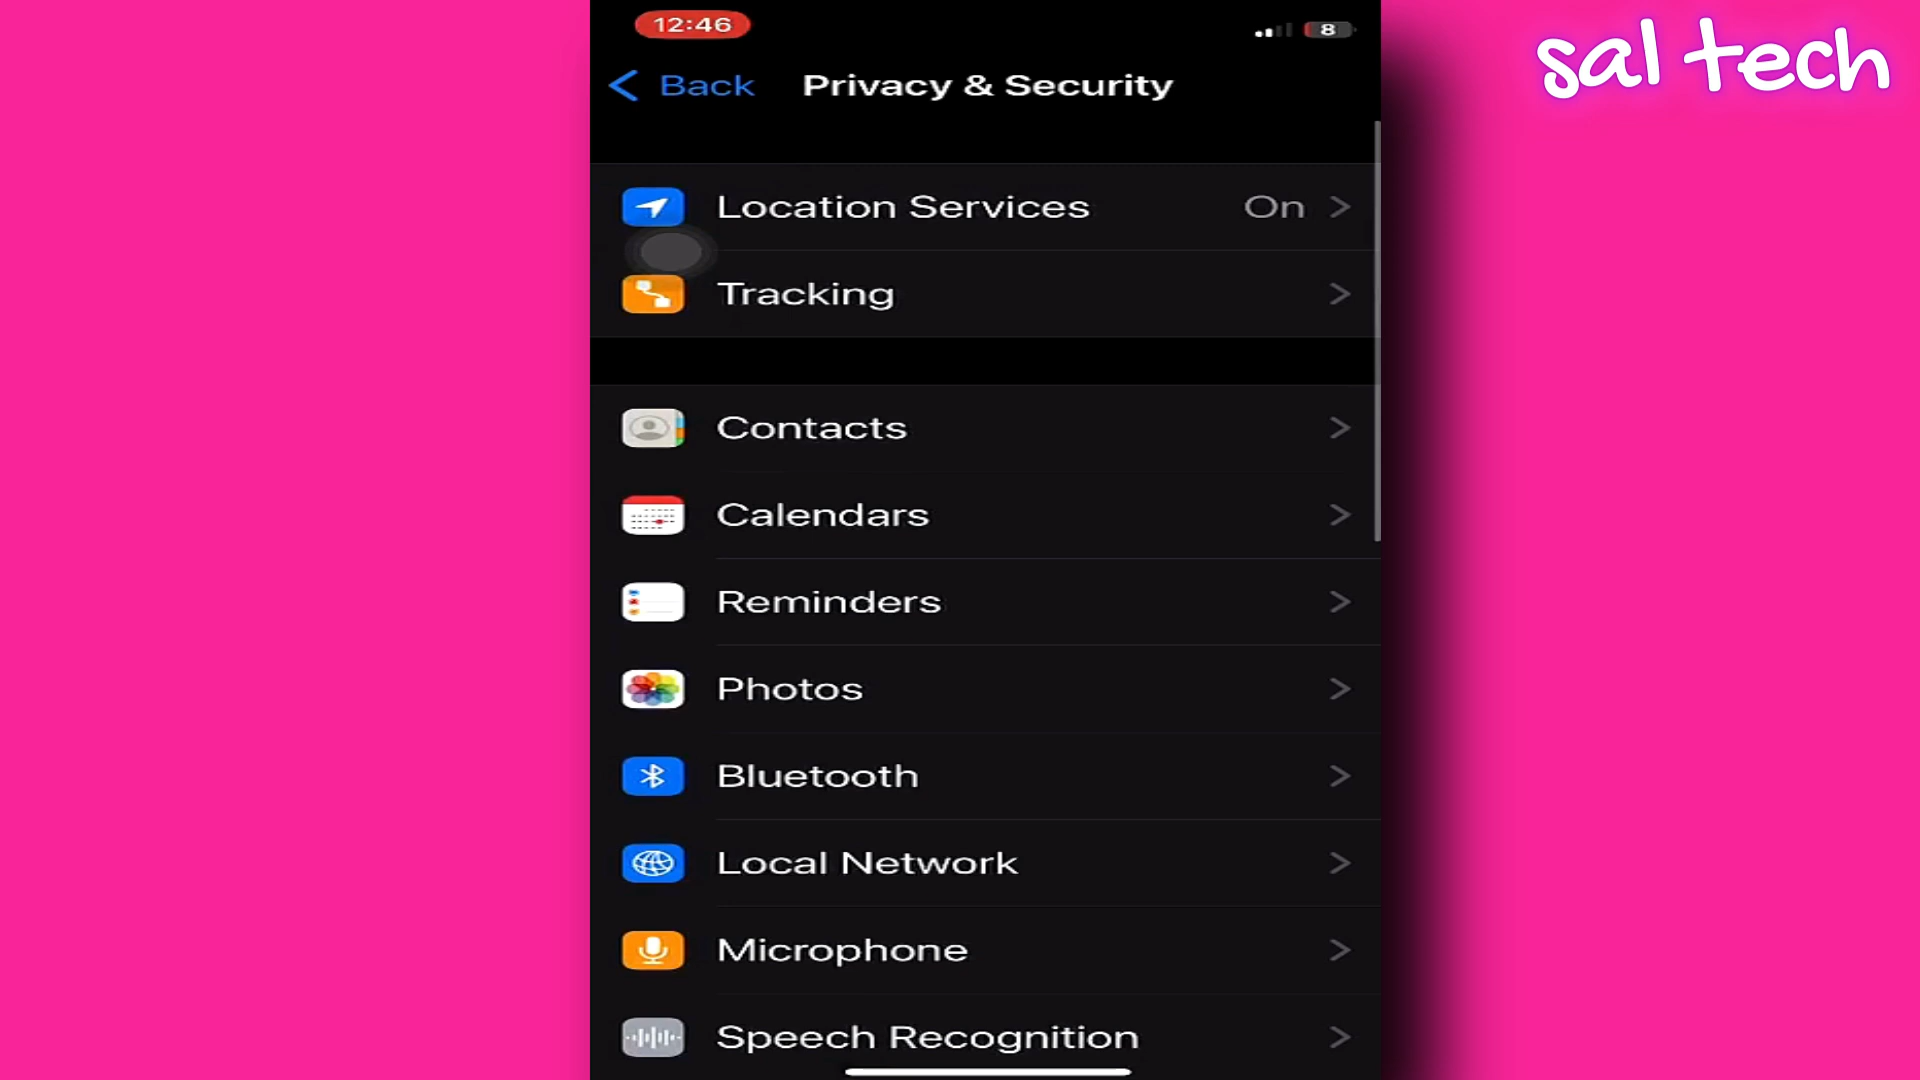 sal tech
12:46
8
Back
Privacy & Security
Location Services On
Tracking
Contacts
Calendars
Reminders
Photos
Bluetooth
Local Network
Microphone
Speech Recognition